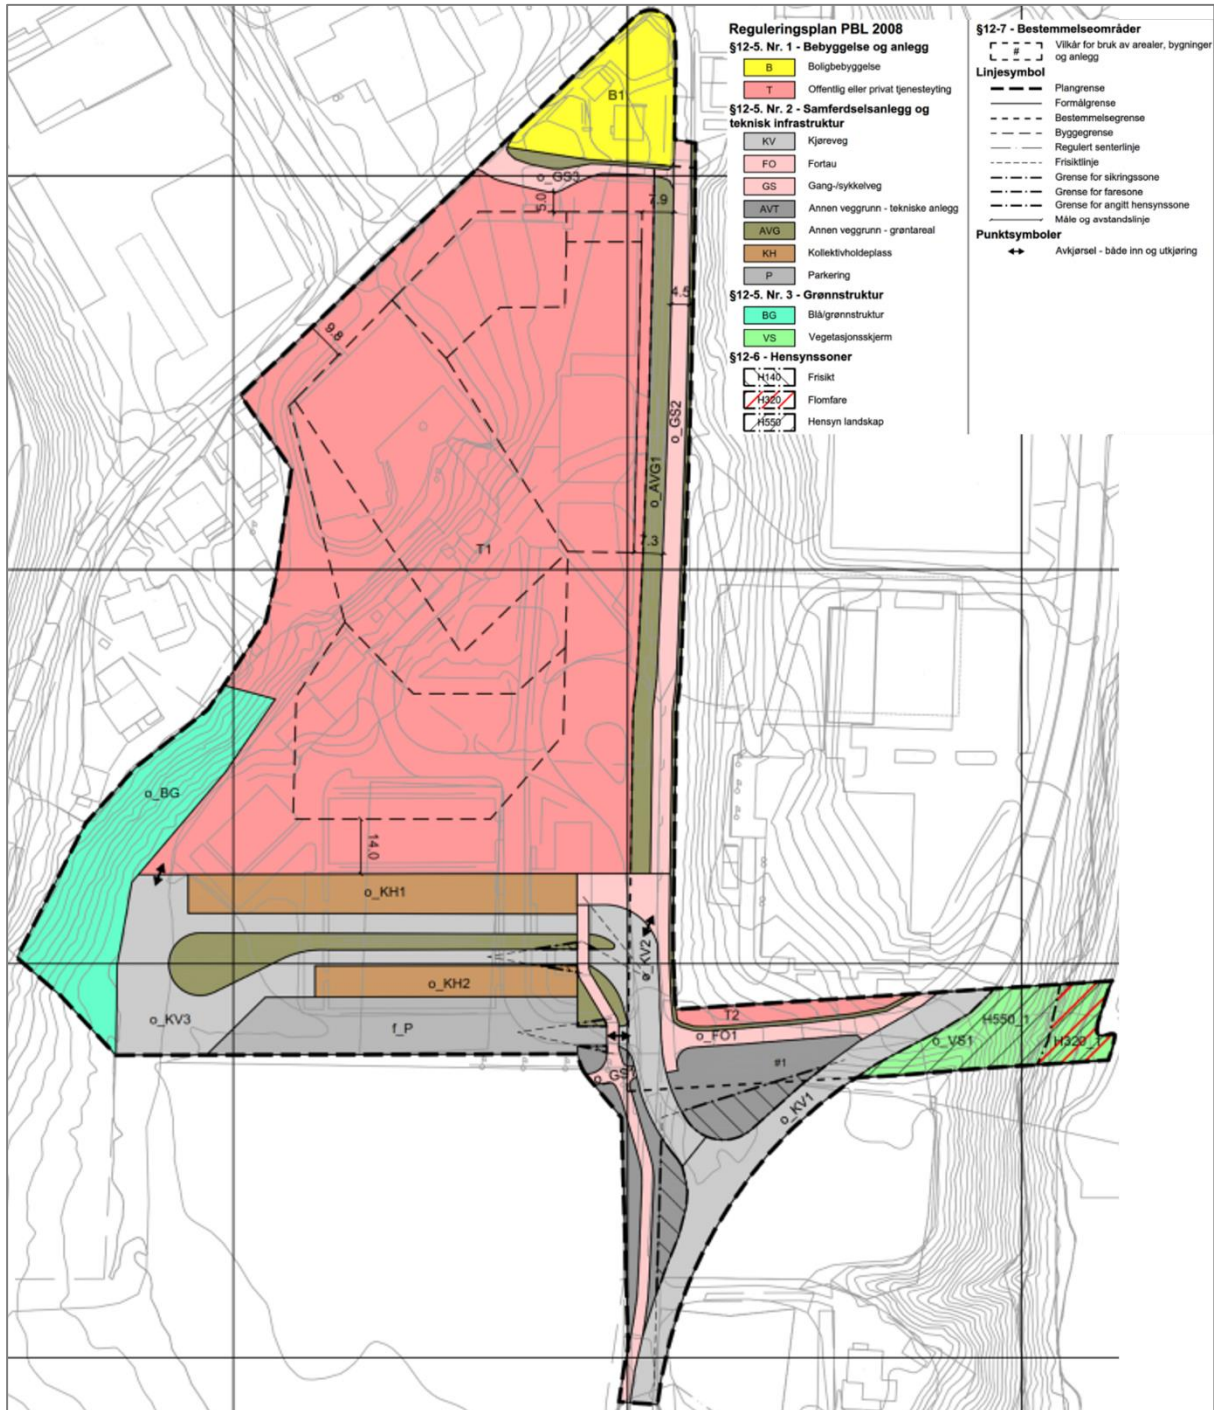 Reguleringsplan PBL 2008
§12-5. Nr. 1 - Bebyggelse og anlegg
B Boligbebyggelse
T Offentlig eller privat tjenesteyting
§12-5. Nr. 2 - Samferdselsanlegg og
teknisk infrastruktur
KV Kjøreveg
FO Fortau
GS Gang-/sykkelveg
AVT Annen veggrunn - tekniske anlegg
AVG Annen veggrunn - grøntareal
KH Kollektivholdeplass
P Parkering
§12-5. Nr. 3 - Grønnstruktur
BG Blå/grønnstruktur
VS Vegetasjonsskjerm
§12-6 - Hensynssoner
H140 Frisikt
H320 Flomfare
H550 Hensyn landskap
§12-7 - Bestemmelseområder
# Vilkår for bruk av arealer, bygninger
og anlegg
Linjesymbol
Plangrense
Formålgrense
Bestemmelsegrense
Byggegrense
Regulert senterlinje
Frisiktlinje
Grense for sikringssone
Grense for faresone
Grense for angitt hensynssone
Måle og avstandslinje
Punktsymboler
Avkjørsel - både inn og utkjøring
B1
o_GS3
5.0
7.9
4.5
9.8
o_GS2
o_AVG1
7.3
T1
o_BG
14.0
o_KH1
o_KV2
o_KH2
o_KV3
f_P
T2
o_FO1
H550_1
o_VS1
H320_1
#1
o_GS1
o_KV1